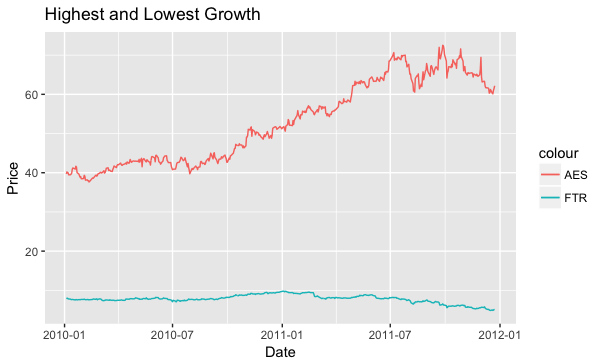 Highest and Lowest Growth
Price
60
40
20
2010-01
2010-07
2011-01
2011-07
2012-01
Date
colour
AES
FTR